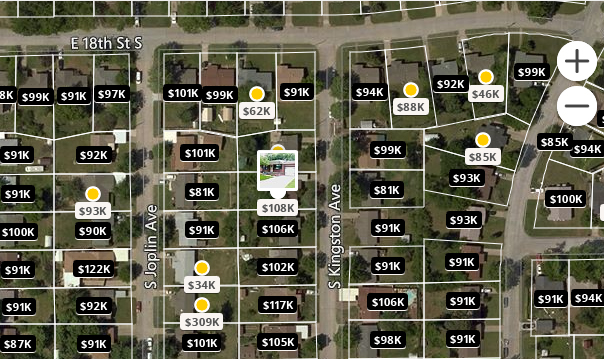 E 18th St S
$99K
$91K
$97K
$101K
$99K
$62K
$91K
$94K
$88K
$92K
$46K
$99K
$91K
$92K
$101K
$99K
$85K
$85K
$94K
$91K
$93K
$81K
$108K
$81K
$93K
$100K
$100K
$90K
$91K
$106K
$91K
$93K
$91K
$122K
$34K
$102K
$91K
$91K
$91K
$92K
$309K
$117K
$106K
$91K
$91K
$94K
$87K
$91K
$101K
$105K
$98K
$91K
S Joplin Ave
S Kingston Ave